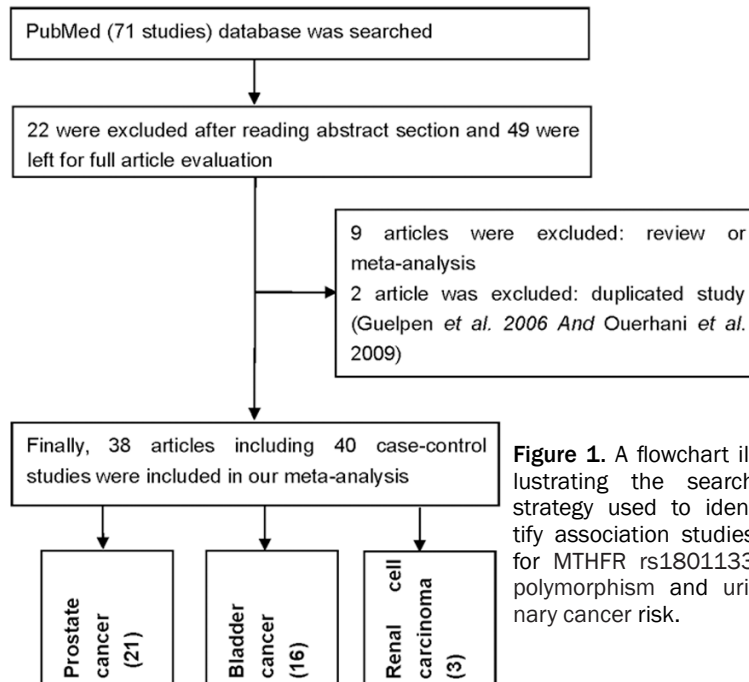 PubMed (71 studies) database was searched
22 were excluded after reading abstract section and 49 were
left for full article evaluation
9 articles were excluded: review or
meta-analysis
2 article was excluded: duplicated study
(Guelpen et al. 2006 And Ouerhani et al.
2009)
Finally, 38 articles including 40 case-control
studies were included in our meta-analysis
Prostate
cancer
(21)
Bladder
cancer
(16)
Renal cell
carcinoma
(3)
Figure 1. A flowchart il-
lustrating the search
strategy used to iden-
tify association studies
for MTHFR rs1801133
polymorphism and uri-
nary cancer risk.